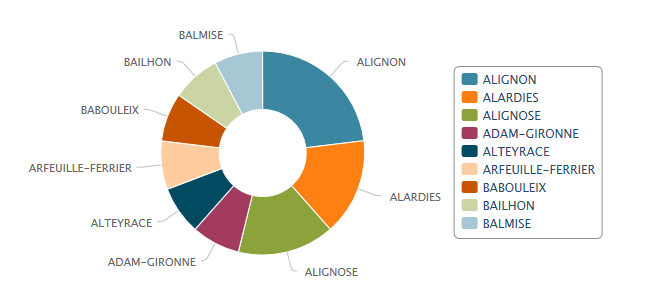 BALMISE
ALIGNON
BAILHON
BABOULEIX
ARFEUILLE-FERRIER
ALARDIES
ALTEYRACE
ADAM-GIRONNE
ALIGNOSE
ALIGNON
ALARDIES
ALIGNOSE
ADAM-GIRONNE
ALTEYRACE
ARFEUILLE-FERRIER
BABOULEIX
BAILHON
BALMISE